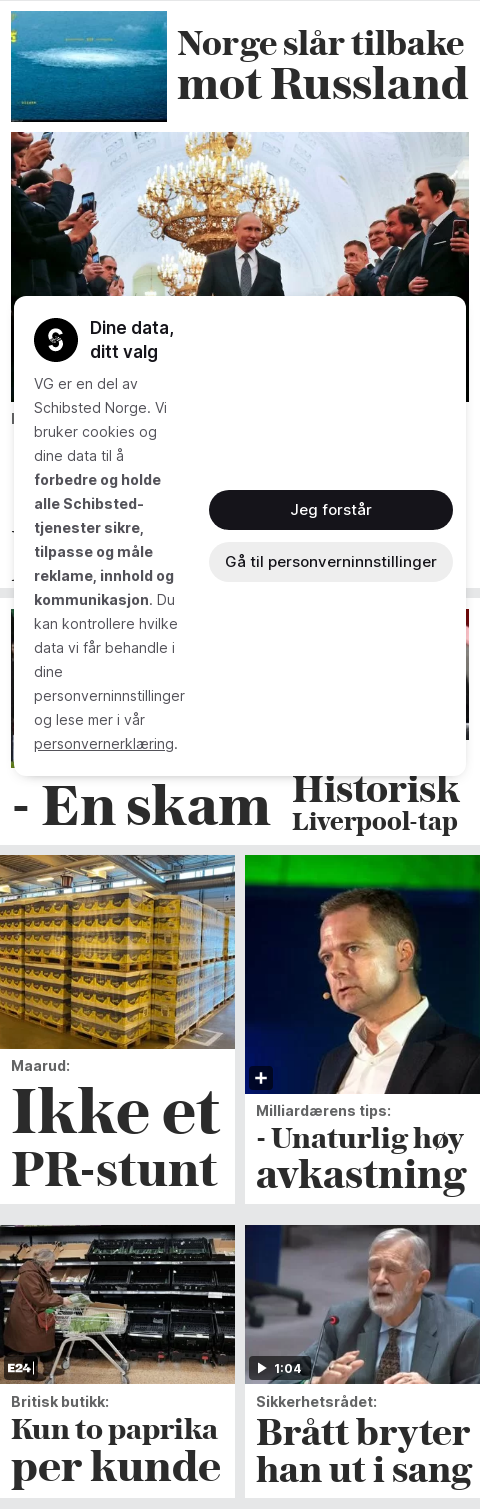 Norge slår tilbake
mot Russland
Dine data,
ditt valg
VG er en del av
Schibsted Norge. Vi
bruker cookies og
dine data til å
forbedre og holde
alle Schibsted-
tjenester sikre,
tilpasse og måle
reklame, innhold og
kommunikasjon. Du
kan kontrollere hvilke
data vi får behandle i
dine
personverninnstillinger
og lese mer i vår
personvernerklæring.
Jeg forstår
Gå til personverninnstillinger
- En skam
Historisk
Liverpool-tap
Maarud:
Ikke et
PR-stunt
Milliardærens tips:
- Unaturlig høy
avkastning
E24
Britisk butikk:
Kun to paprika
per kunde
1:04
Sikkerhetsrådet:
Brått bryter
han ut i sang